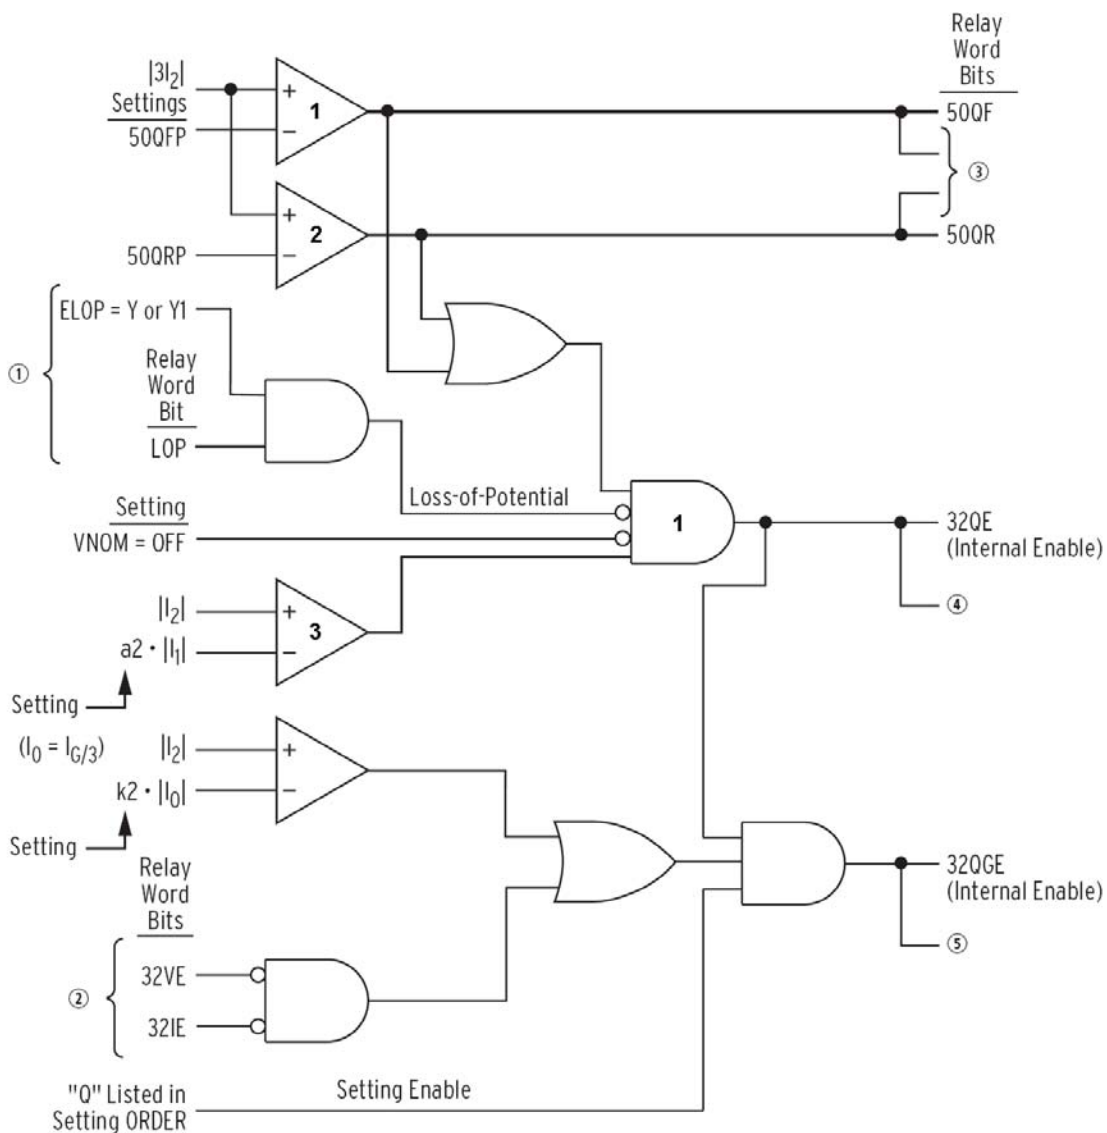 Relay
Word
Bits
|3I₂|
Settings
50QFP
+
−
1
50QF
③
+
−
2
50QRP
50QR
①
ELOP = Y or Y1
Relay
Word
Bit
LOP
Loss-of-Potential
Setting
VNOM = OFF
1
32QE
(Internal Enable)
④
|I₂|
a2 • |I₁|
+
−
3
Setting
(I₀ = I_G/3)
|I₂|
k2 • |I₀|
+
−
Setting
Relay
Word
Bits
②
32VE
32IE
32QGE
(Internal Enable)
⑤
"Q" Listed in
Setting ORDER
Setting Enable